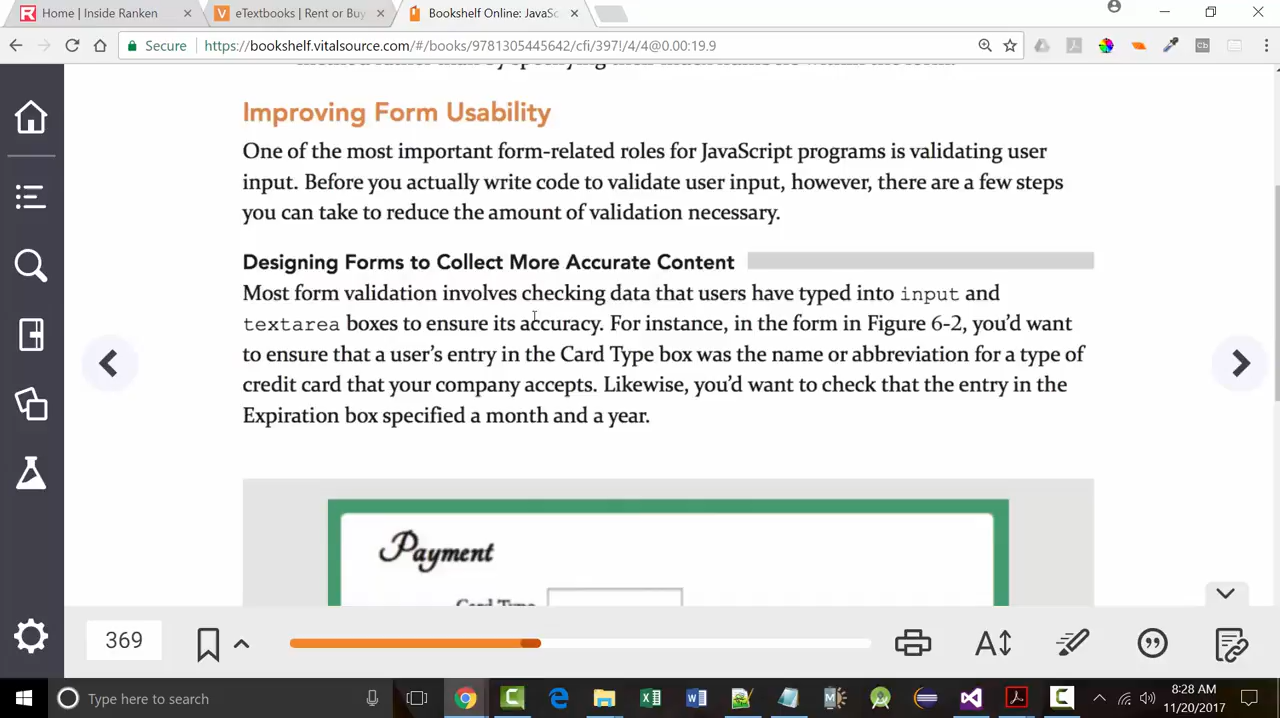 Home | Inside Ranken
eTextbooks | Rent or Buy
Bookshelf Online: JavaSc
Secure
https://bookshelf.vitalsource.com/#/books/9781305445642/cfi/397!/4/4@0.00:19.9
Improving Form Usability
One of the most important form-related roles for JavaScript programs is validating user
input. Before you actually write code to validate user input, however, there are a few steps
you can take to reduce the amount of validation necessary.
Designing Forms to Collect More Accurate Content
Most form validation involves checking data that users have typed into input and
textarea boxes to ensure its accuracy. For instance, in the form in Figure 6-2, you’d want
to ensure that a user’s entry in the Card Type box was the name or abbreviation for a type of
credit card that your company accepts. Likewise, you’d want to check that the entry in the
Expiration box specified a month and a year.
Payment
Card Type
369
Type here to search
8:28 AM
11/20/2017